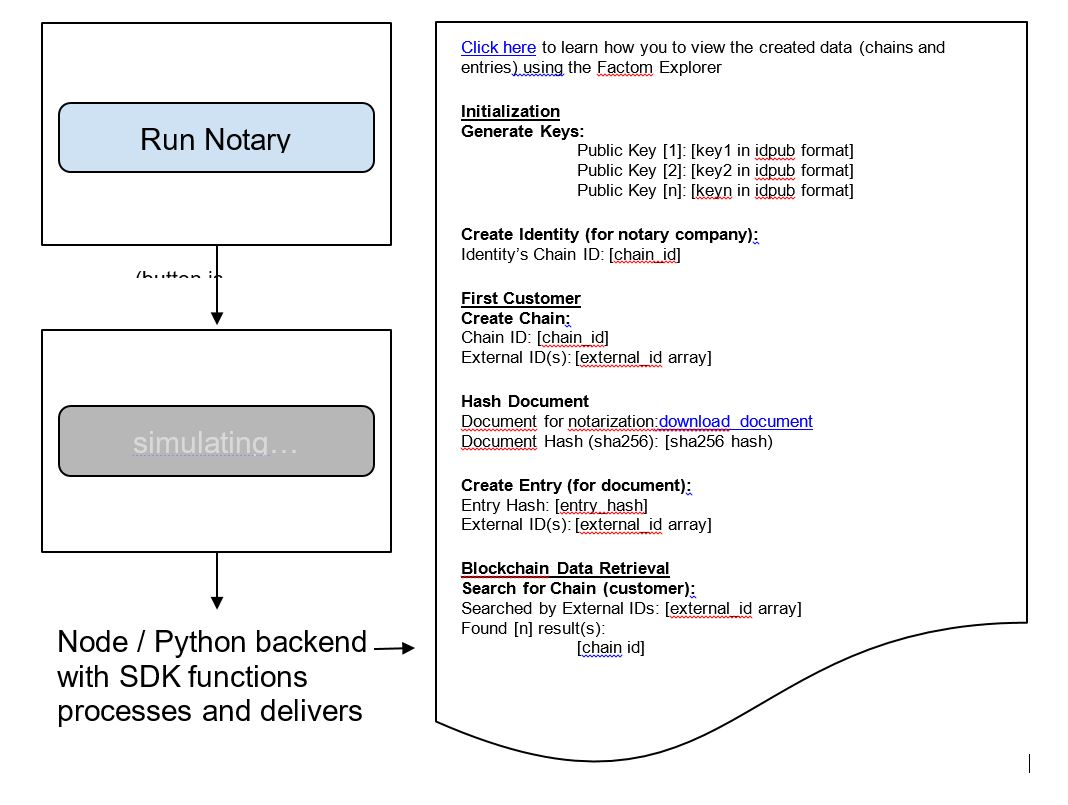 Run Notary
(button is
simulating...
Node / Python backend
with SDK functions
processes and delivers
Click here to learn how you to view the created data (chains and
entries) using the Factom Explorer
Initialization
Generate Keys:
Public Key [1]: [key1 in idpub format]
Public Key [2]: [key2 in idpub format]
Public Key [n]: [keyn in idpub format]
Create Identity (for notary company):
Identity's Chain ID: [chain_id]
First Customer
Create Chain:
Chain ID: [chain_id]
External ID(s): [external_id array]
Hash Document
Document for notarization:download document
Document Hash (sha256): [sha256 hash)
Create Entry (for document):
Entry Hash: [entry_hash]
External ID(s): [external_id array]
Blockchain Data Retrieval
Search for Chain (customer):
Searched by External IDs: [external_id array]
Found [n] result(s):
[chain id]